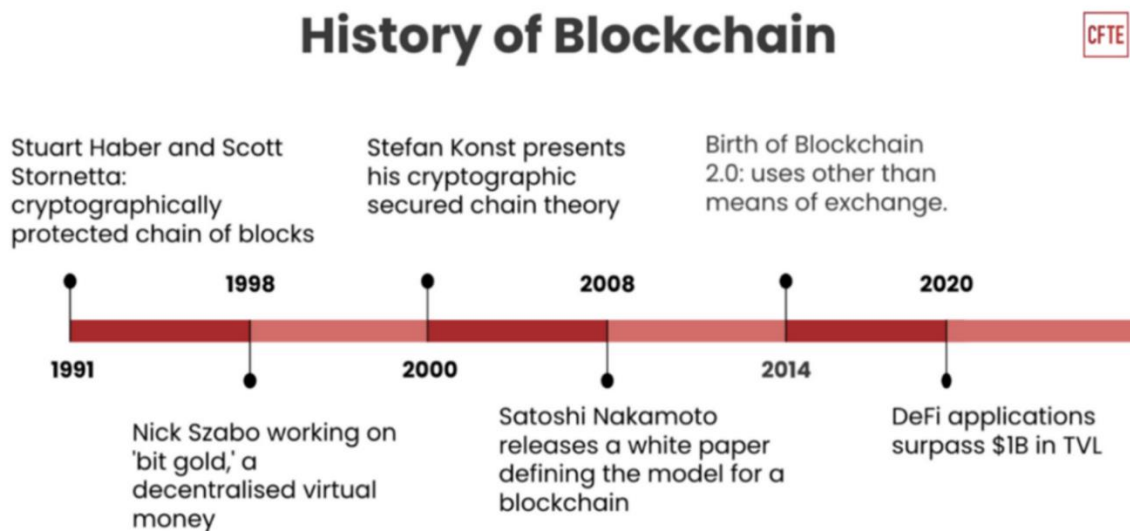 History of Blockchain
CFTE
Stuart Haber and Scott
Stornetta:
cryptographically
protected chain of blocks
Stefan Konst presents
his cryptographic
secured chain theory
Birth of Blockchain
2.0: uses other than
means of exchange.
1998
2008
2020
1991
2000
2014
Nick Szabo working on
'bit gold,' a
decentralised virtual
money
Satoshi Nakamoto
releases a white paper
defining the model for a
blockchain
DeFi applications
surpass $1B in TVL